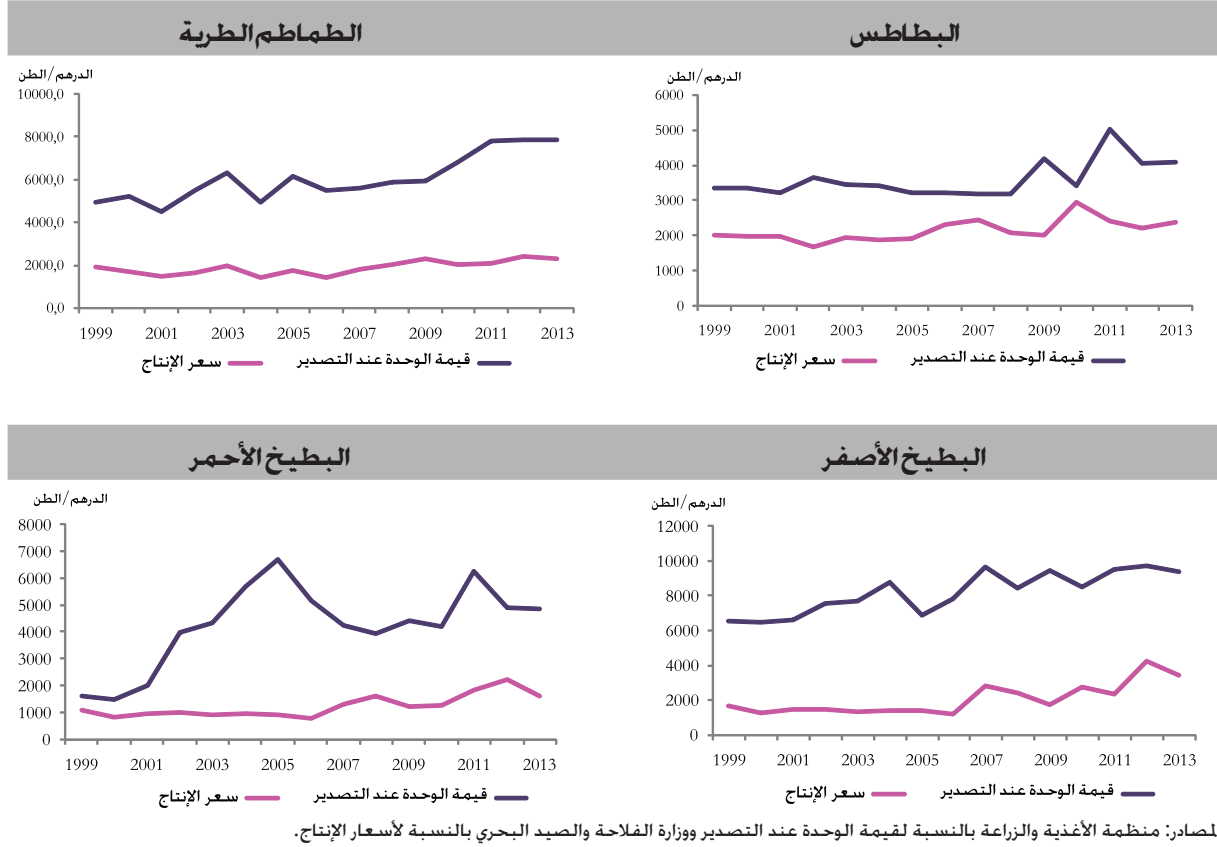 البطاطس
الدرهم/الطن
6000
5000
4000
3000
2000
1000
0
1999 2001 2003 2005 2007 2009 2011 2013
قيمة الوحدة عند التصدير
سعر الإنتاج
الطماطم الطرية
الدرهم/الطن
10000,0
8000,0
6000,0
4000,0
2000,0
0,0
1999 2001 2003 2005 2007 2009 2011 2013
قيمة الوحدة عند التصدير
سعر الإنتاج
البطيخ الأصفر
الدرهم/الطن
12000
10000
8000
6000
4000
2000
0
1999 2001 2003 2005 2007 2009 2011 2013
قيمة الوحدة عند التصدير
سعر الإنتاج
البطيخ الأحمر
الدرهم/الطن
8000
7000
6000
5000
4000
3000
2000
1000
0
1999 2001 2003 2005 2007 2009 2011 2013
قيمة الوحدة عند التصدير
سعر الإنتاج
لمصادر: منظمة الأغذية والزراعة بالنسبة لقيمة الوحدة عند التصدير ووزارة الفلاحة والصيد البحري بالنسبة لأسعار الإنتاج.